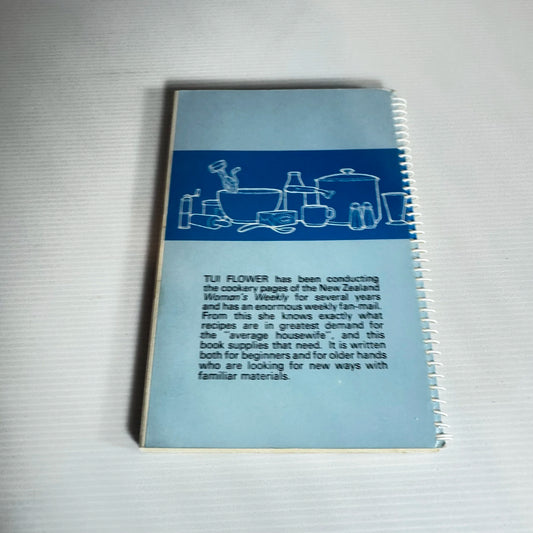 TUI FLOWER has been conducting
the cookery pages of the New Zealand
Woman's Weekly for several years
and has an enormous weekly fan-mail.
From this she knows exactly what
recipes are in greatest demand for
the "average housewife", and this
book supplies that need. It is written
both for beginners and for older hands
who are looking for new ways with
familiar materials.